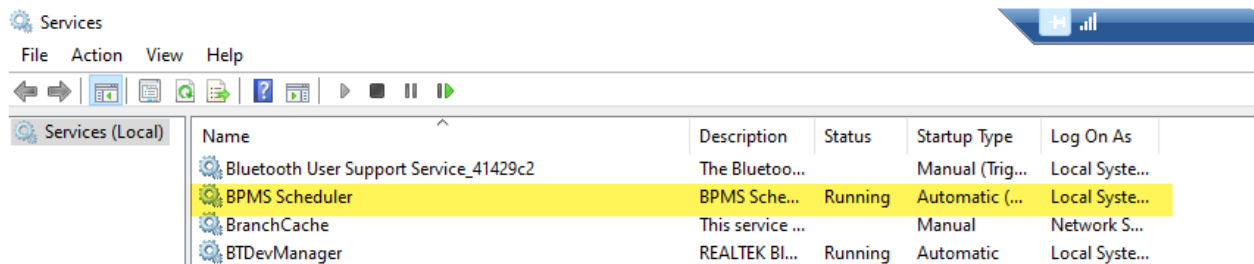 Services
File Action View Help
Services (Local)
Name Description Status Startup Type Log On As
Bluetooth User Support Service_41429c2 The Bluetoo... Manual (Trig... Local Syste...
BPMS Scheduler BPMS Sche... Running Automatic (... Local Syste...
BranchCache This service ... Manual Network S...
BTDevManager REALTEK BI... Running Automatic Local Syste...